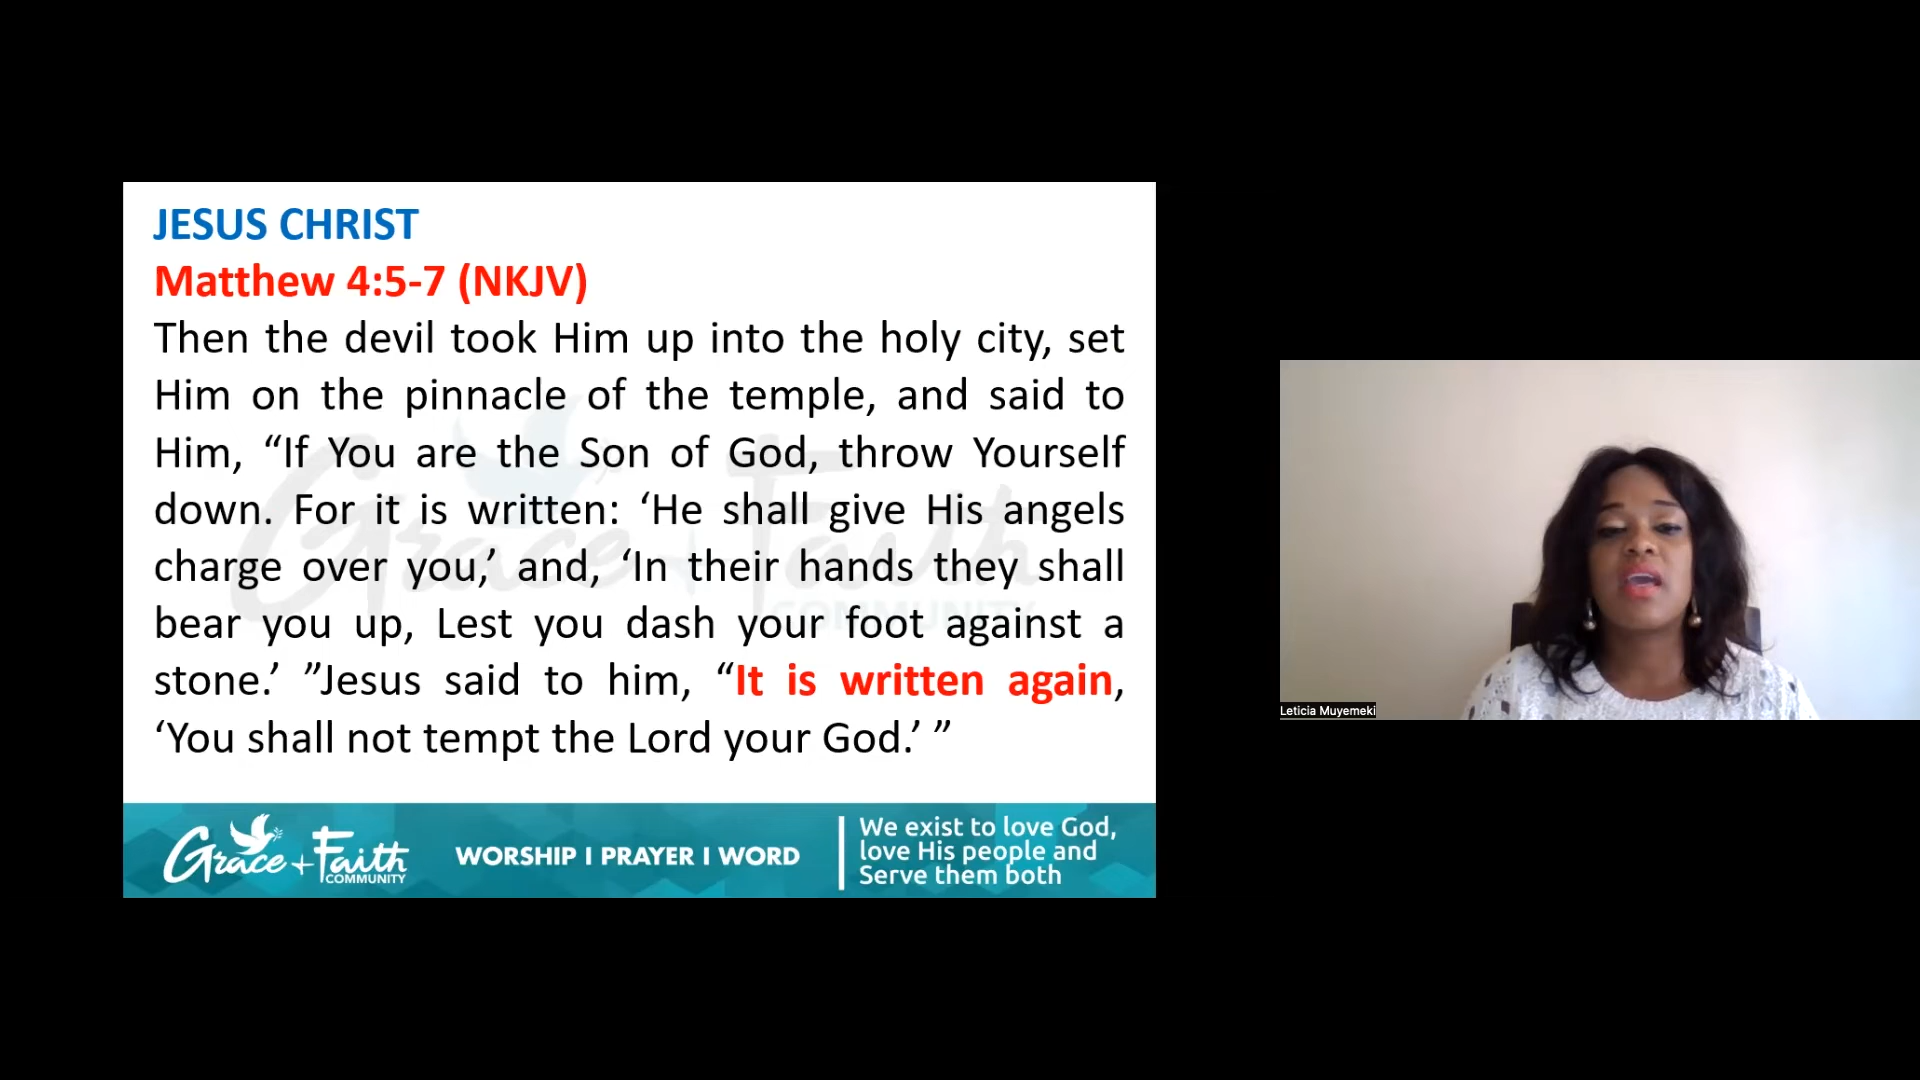 JESUS CHRIST
Matthew 4:5-7 (NKJV)
Then the devil took Him up into the holy city, set
Him on the pinnacle of the temple, and said to
Him, “If You are the Son of God, throw Yourself
down. For it is written: ‘He shall give His angels
charge over you,’ and, ‘In their hands they shall
bear you up, Lest you dash your foot against a
stone.’ ”Jesus said to him, “It is written again,
‘You shall not tempt the Lord your God.’ ”
Grace + Faith
COMMUNITY
Grace + Faith
COMMUNITY
WORSHIP | PRAYER | WORD
We exist to love God,
love His people and
Serve them both
Leticia Muyemeki